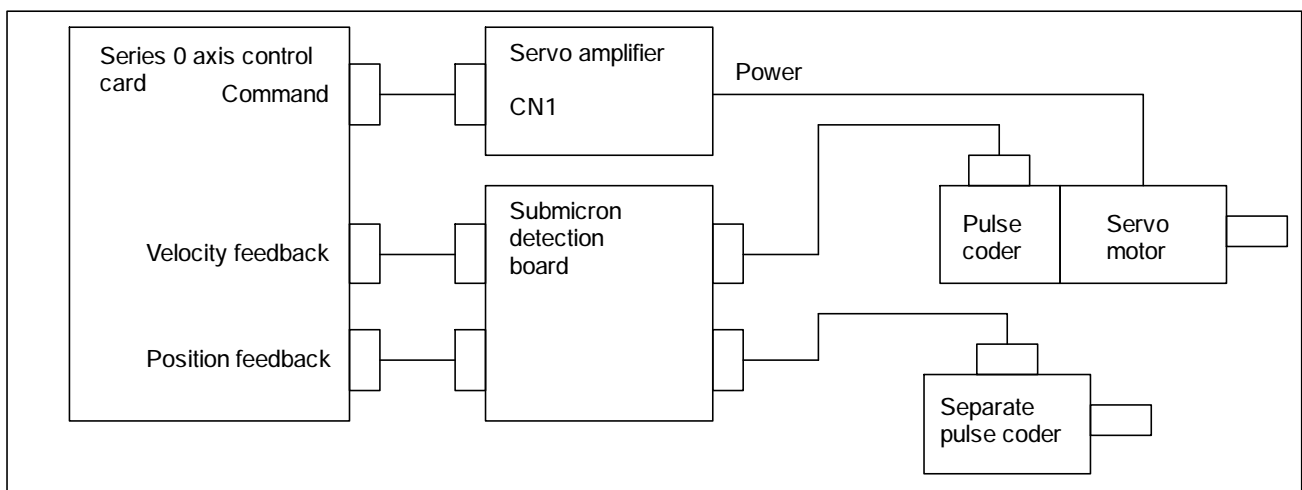 Series 0 axis control
card
Command
Servo amplifier
CN1
Power
Velocity feedback
Submicron
detection
board
Pulse
coder
Servo
motor
Position feedback
Separate
pulse coder